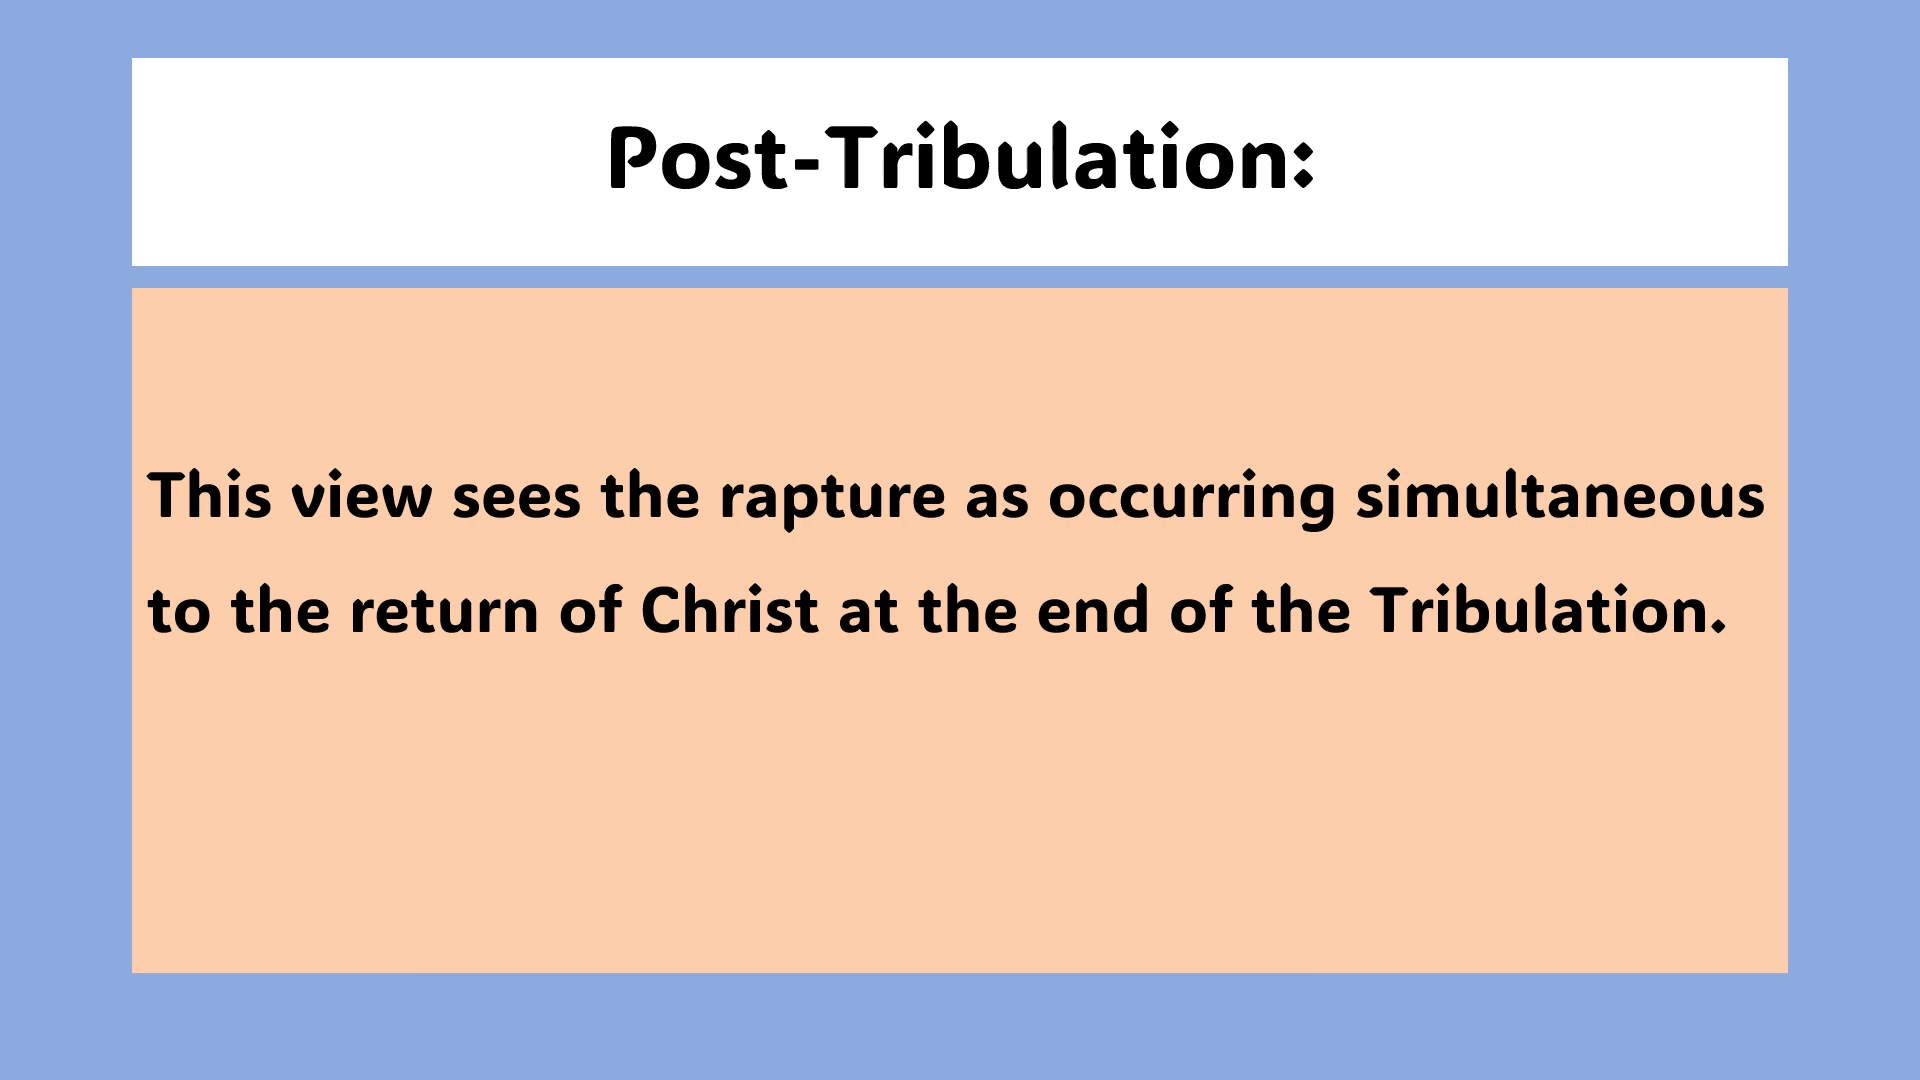 Post-Tribulation:
This view sees the rapture as occurring simultaneous
to the return of Christ at the end of the Tribulation.